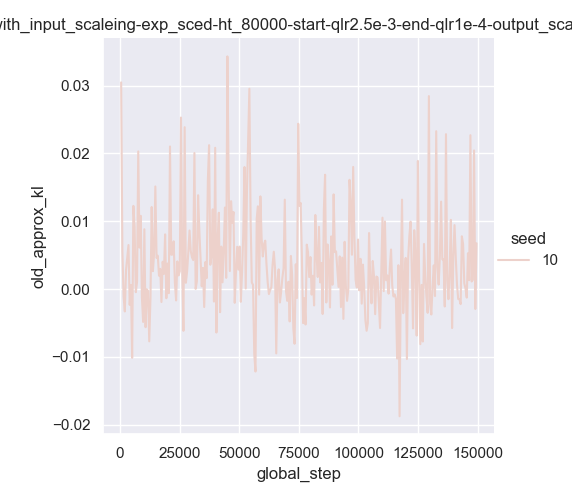 with_input_scaleing-exp_sced-ht_80000-start-qlr2.5e-3-end-qlr1e-4-output_sca
0.03
0.02
0.01
0.00
−0.01
−0.02
old_approx_kl
0 25000 50000 75000 100000 125000 150000
global_step
seed
10